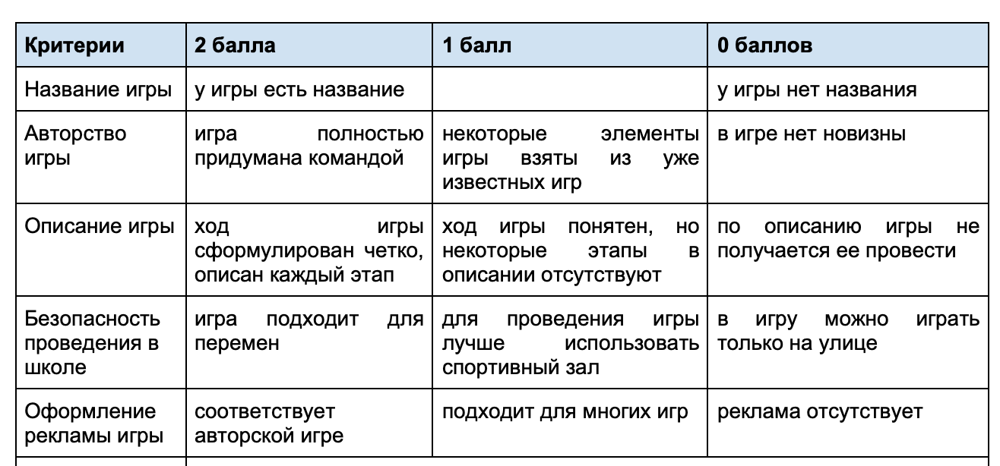 Критерии 2 балла 1 балл 0 баллов
Название игры у игры есть название у игры нет названия
Авторство игра полностью некоторые элементы в игре нет новизны
игры придумана командой игры взяты из уже
известных игр
Описание игры ход игры ход игры понятен, но по описанию игры не
сформулирован четко, некоторые этапы в получается ее провести
описан каждый этап описании отсутствуют
Безопасность игра подходит для для проведения игры в игру можно играть
проведения в перемен лучше использовать только на улице
школе спортивный зал
Оформление соответствует подходит для многих игр реклама отсутствует
рекламы игры авторской игре